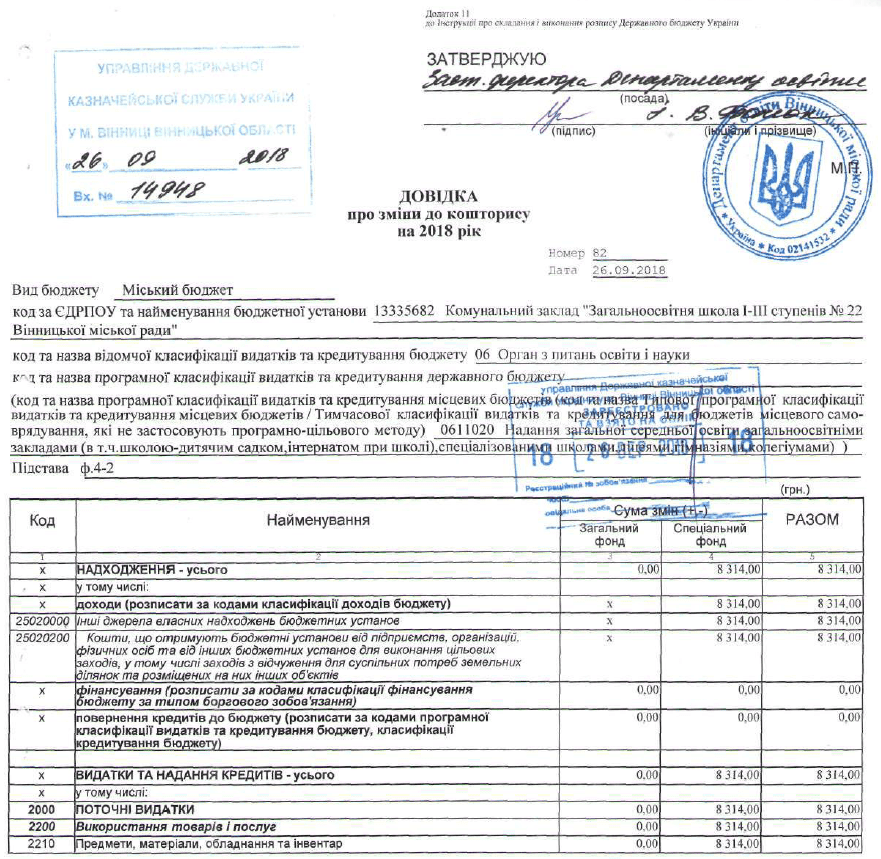 Додаток 11
до Інструкції про складання і виконання розпису Державного бюджету України
УПРАВЛІННЯ ДЕРЖАВНОЇ
КАЗНАЧЕЙСЬКОЇ СЛУЖБИ УКРАЇНИ
У М. ВІННИЦІ ВІННИЦЬКОЇ ОБЛАСТІ
«26» 09 2018
Вх. № 14948
ЗАТВЕРДЖУЮ
Заст. директора Департаменту освіти
(посада)
В.
(підпис) (ініціали і прізвище)
М.П.
Департамент освіти Вінницької міської ради
* Україна * Код 02141532 *
ДОВІДКА
про зміни до кошторису
на 2018 рік
Номер 82
Дата 26.09.2018
Вид бюджету Міський бюджет
код за ЄДРПОУ та найменування бюджетної установи 13335682 Комунальний заклад "Загальноосвітня школа І-ІІІ ступенів № 22
Вінницької міської ради"
код та назва відомчої класифікації видатків та кредитування бюджету 06 Орган з питань освіти і науки
код та назва програмної класифікації видатків та кредитування державного бюджету
(код та назва програмної класифікації видатків та кредитування місцевих бюджетів (код та назва Типової програмної класифікації
видатків та кредитування місцевих бюджетів / Тимчасової класифікації видатків та кредитування для бюджетів місцевого само-
врядування, які не застосовують програмно-цільового методу) 0611020 Надання загальної середньої освіти загальноосвітніми
закладами (в т.ч.школою-дитячим садком,інтернатом при школі),спеціалізованими школами,ліцеями,гімназіями,колегіумами) )
Підстава ф.4-2
управління Державної казначейської
ЗАРЕЄСТРОВАНО
ТА ВЗЯТО НА ОБЛІК
18 26 ВЕР 2018 18
(грн.)
Код Найменування Сума змін (+,-) РАЗОМ
Загальний фонд Спеціальний фонд
1 2 3 4 5
х НАДХОДЖЕННЯ - усього 0,00 8 314,00 8 314,00
х у тому числі:
х доходи (розписати за кодами класифікації доходів бюджету) х 8 314,00 8 314,00
25020000 Інші джерела власних надходжень бюджетних установ х 8 314,00 8 314,00
25020200 Кошти, що отримують бюджетні установи від підприємств, організацій, х 8 314,00 8 314,00
фізичних осіб та від інших бюджетних установ для виконання цільових
заходів, у тому числі заходів з відчуження для суспільних потреб земельних
ділянок та розміщених на них інших об'єктів
х фінансування (розписати за кодами класифікації фінансування 0,00 0,00 0,00
бюджету за типом боргового зобов'язання)
х повернення кредитів до бюджету (розписати за кодами програмної 0,00 0,00 0,00
класифікації видатків та кредитування бюджету, класифікації
кредитування бюджету)
х ВИДАТКИ ТА НАДАННЯ КРЕДИТІВ - усього 0,00 8 314,00 8 314,00
х у тому числі:
2000 ПОТОЧНІ ВИДАТКИ 0,00 8 314,00 8 314,00
2200 Використання товарів і послуг 0,00 8 314,00 8 314,00
2210 Предмети, матеріали, обладнання та інвентар 0,00 8 314,00 8 314,00